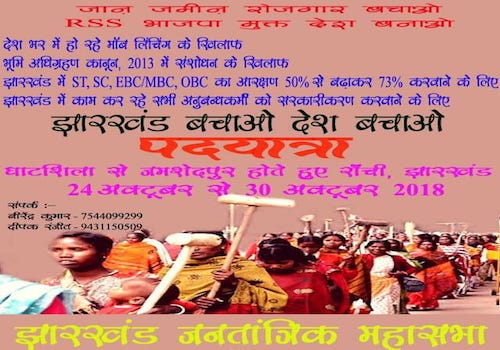 जान जमीन रोजगार बचाओ
RSS भाजपा मुक्त देश बनाओ
देश भर में हो रहे मॉब लिंचिंग के खिलाफ
भूमि अधिग्रहण कानून, 2013 में संशोधन के खिलाफ
झारखंड में ST, SC, EBC/MBC, OBC का आरक्षण 50% से बढ़ाकर 73% करवाने के लिए
झारखंड में काम कर रहे सभी अनुबन्धकर्मी को सरकारीकरण करवाने के लिए
झारखंड बचाओ देश बचाओ
पदयात्रा
घाटशिला से जमशेदपुर होते हुए राँची, झारखंड
24 अक्टूबर से 30 अक्टूबर 2018
संपर्क :-
बीरेंद्र कुमार - 7544099299
दीपक रंजीत - 9431150509
झारखंड जनतांत्रिक महासभा